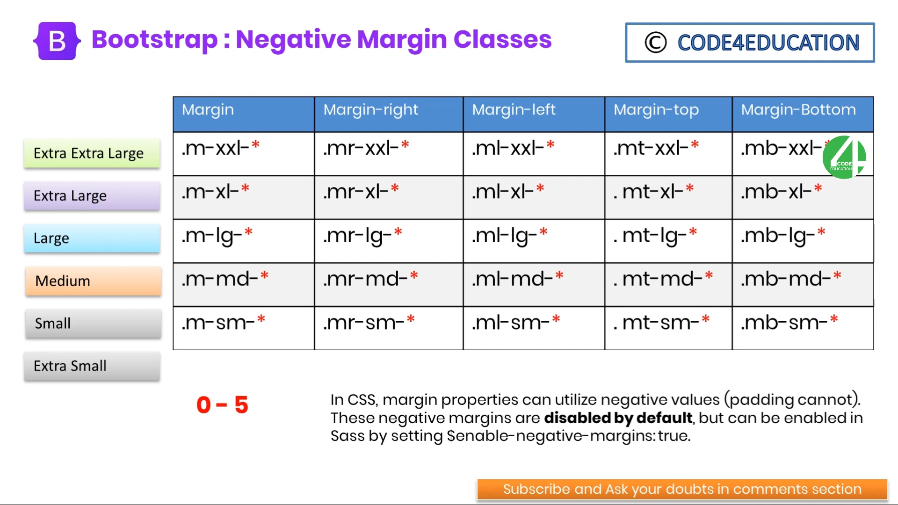 B Bootstrap : Negative Margin Classes
© CODE4EDUCATION
Margin Margin-right Margin-left Margin-top Margin-Bottom
Extra Extra Large .m-xxl-* .mr-xxl-* .ml-xxl-* .mt-xxl-* .mb-xxl-*
4 CODE EDUCATION
Extra Large .m-xl-* .mr-xl-* .ml-xl-* . mt-xl-* .mb-xl-*
Large .m-lg-* .mr-lg-* .ml-lg-* . mt-lg-* .mb-lg-*
Medium .m-md-* .mr-md-* .ml-md-* . mt-md-* .mb-md-*
Small .m-sm-* .mr-sm-* .ml-sm-* . mt-sm-* .mb-sm-*
Extra Small
0 - 5
In CSS, margin properties can utilize negative values (padding cannot).
These negative margins are disabled by default, but can be enabled in
Sass by setting Senable-negative-margins: true.
Subscribe and Ask your doubts in comments section